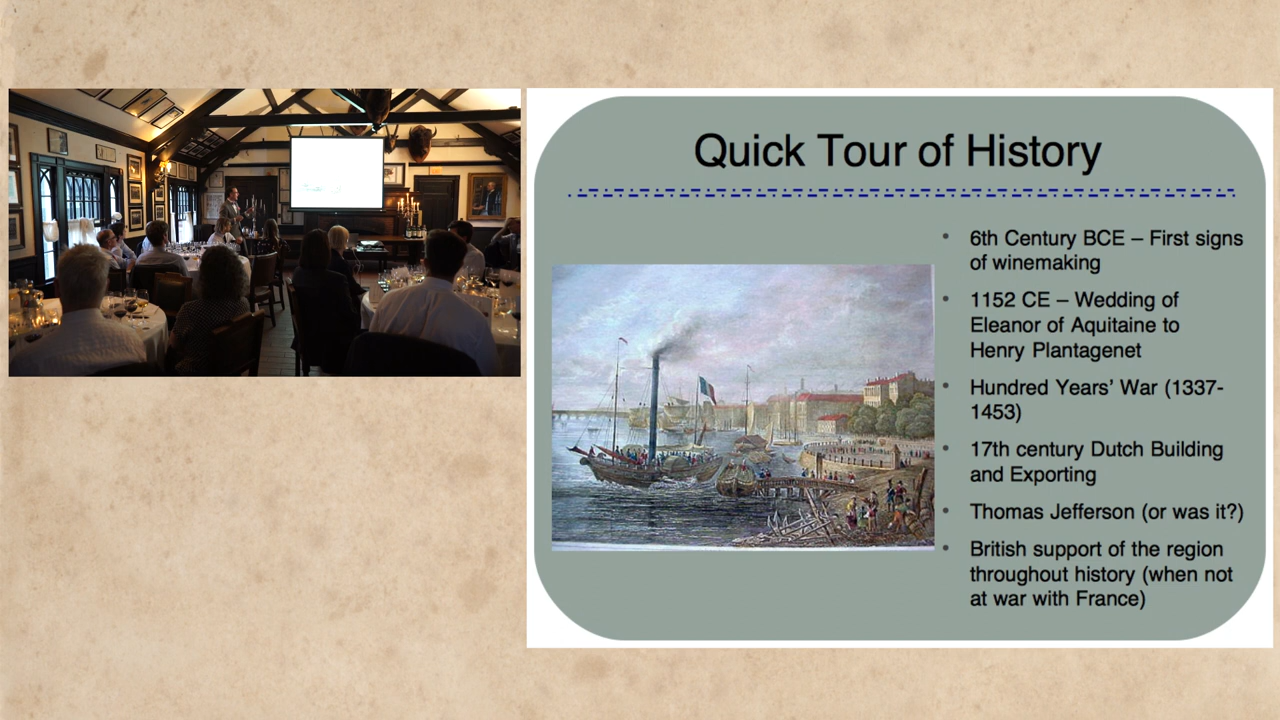 Quick Tour of History
• 6th Century BCE – First signs
of winemaking
• 1152 CE – Wedding of
Eleanor of Aquitaine to
Henry Plantagenet
• Hundred Years’ War (1337-
1453)
• 17th century Dutch Building
and Exporting
• Thomas Jefferson (or was it?)
• British support of the region
throughout history (when not
at war with France)